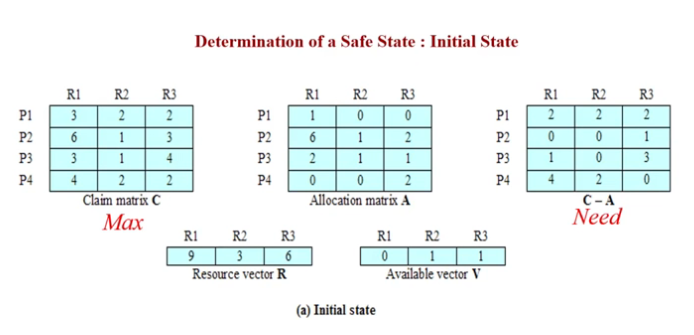 Determination of a Safe State : Initial State
R1 R2 R3 R1 R2 R3 R1 R2 R3
P1 3 2 2 P1 1 0 0 P1 2 2 2
P2 6 1 3 P2 6 1 2 P2 0 0 1
P3 3 1 4 P3 2 1 1 P3 1 0 3
P4 4 2 2 P4 0 0 2 P4 4 2 0
Claim matrix C Allocation matrix A C – A
Max Need
R1 R2 R3 R1 R2 R3
9 3 6 0 1 1
Resource vector R Available vector V
(a) Initial state